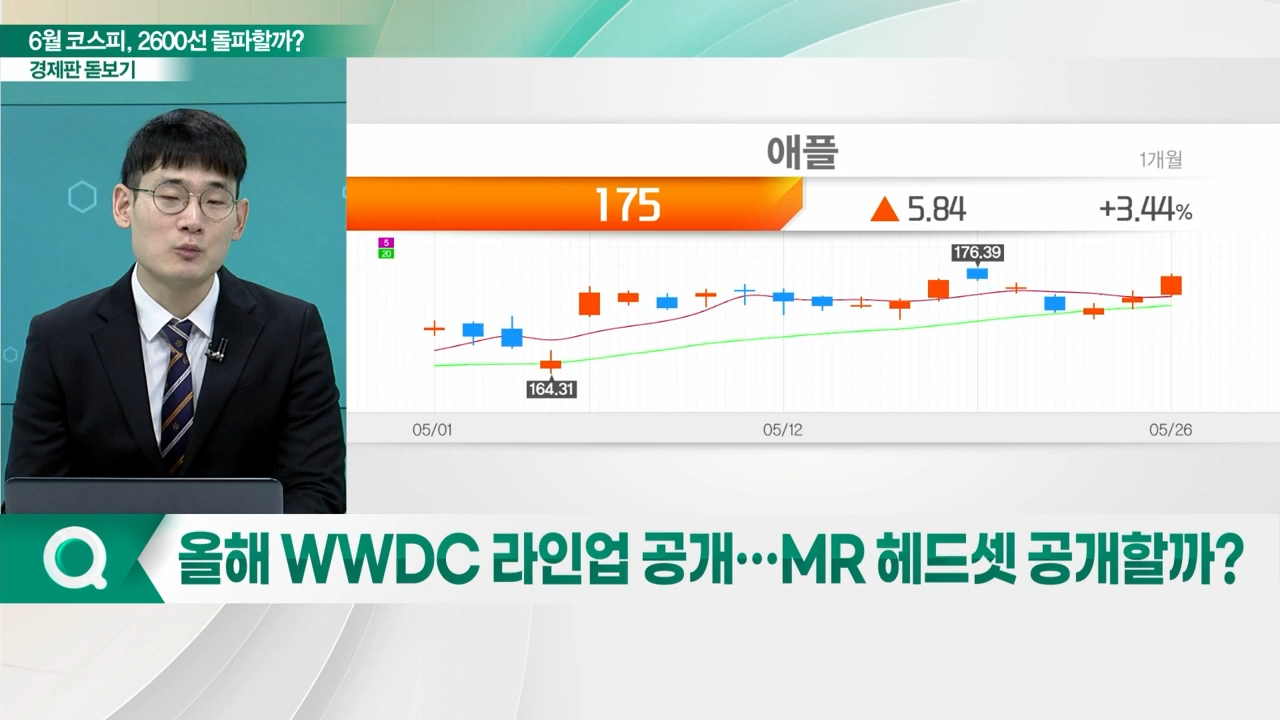 6월 코스피, 2600선 돌파할까?
경제판 돋보기
애플
1개월
175
▲ 5.84
+3.44%
5
20
176.39
164.31
05/01
05/12
05/26
올해 WWDC 라인업 공개···MR 헤드셋 공개할까?